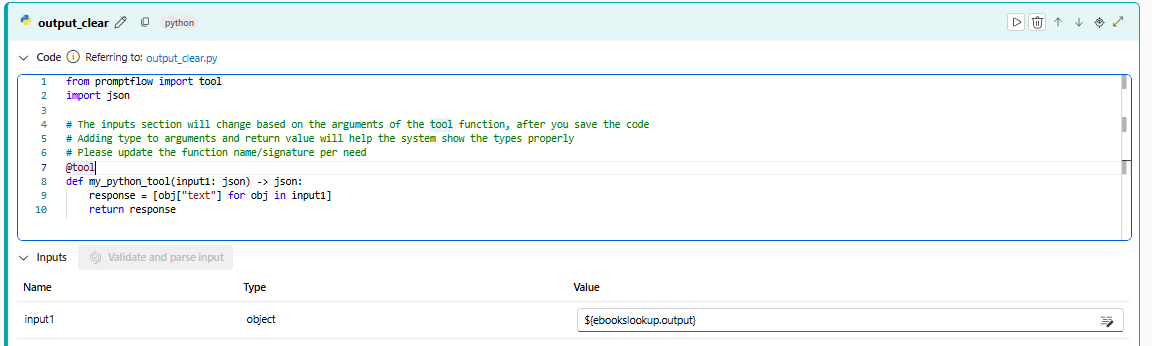 output_clear python
Code Referring to: output_clear.py
1 from promptflow import tool
2 import json
3
4 # The inputs section will change based on the arguments of the tool function, after you save the code
5 # Adding type to arguments and return value will help the system show the types properly
6 # Please update the function name/signature per need
7 @tool
8 def my_python_tool(input1: json) -> json:
9     response = [obj["text"] for obj in input1]
10     return response
Inputs Validate and parse input
Name Type Value
input1 object ${ebookslookup.output}